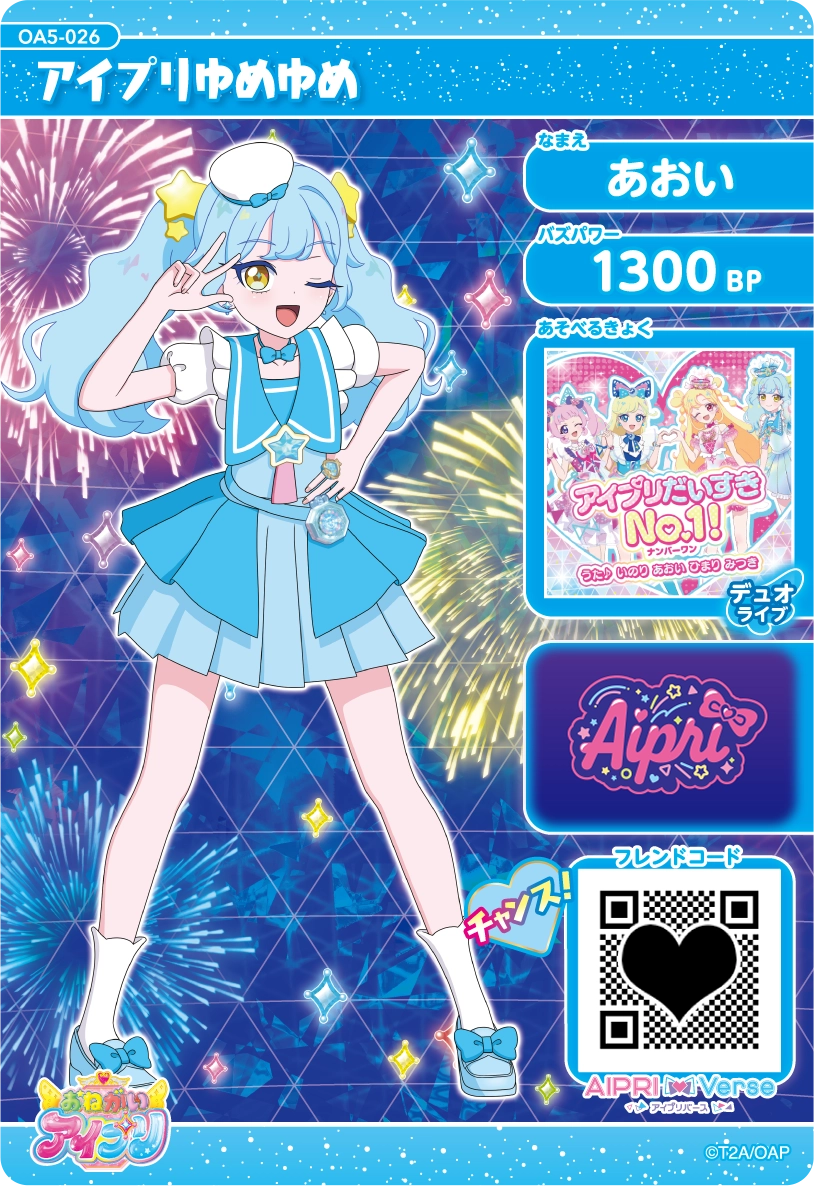 OA5-026
アイプリゆめゆめ
なまえ
あおい
バズパワー
1300 BP
あそべるきょく
アイプリだいすき
No.1!
ナンバーワン
うた♪ いのり あおい ひまり みつき
デュオ
ライブ
Aipri
フレンドコード
チャンス!
AIPRI Verse
アイプリバース
おねがい
アイプリ
©T2A/OAP